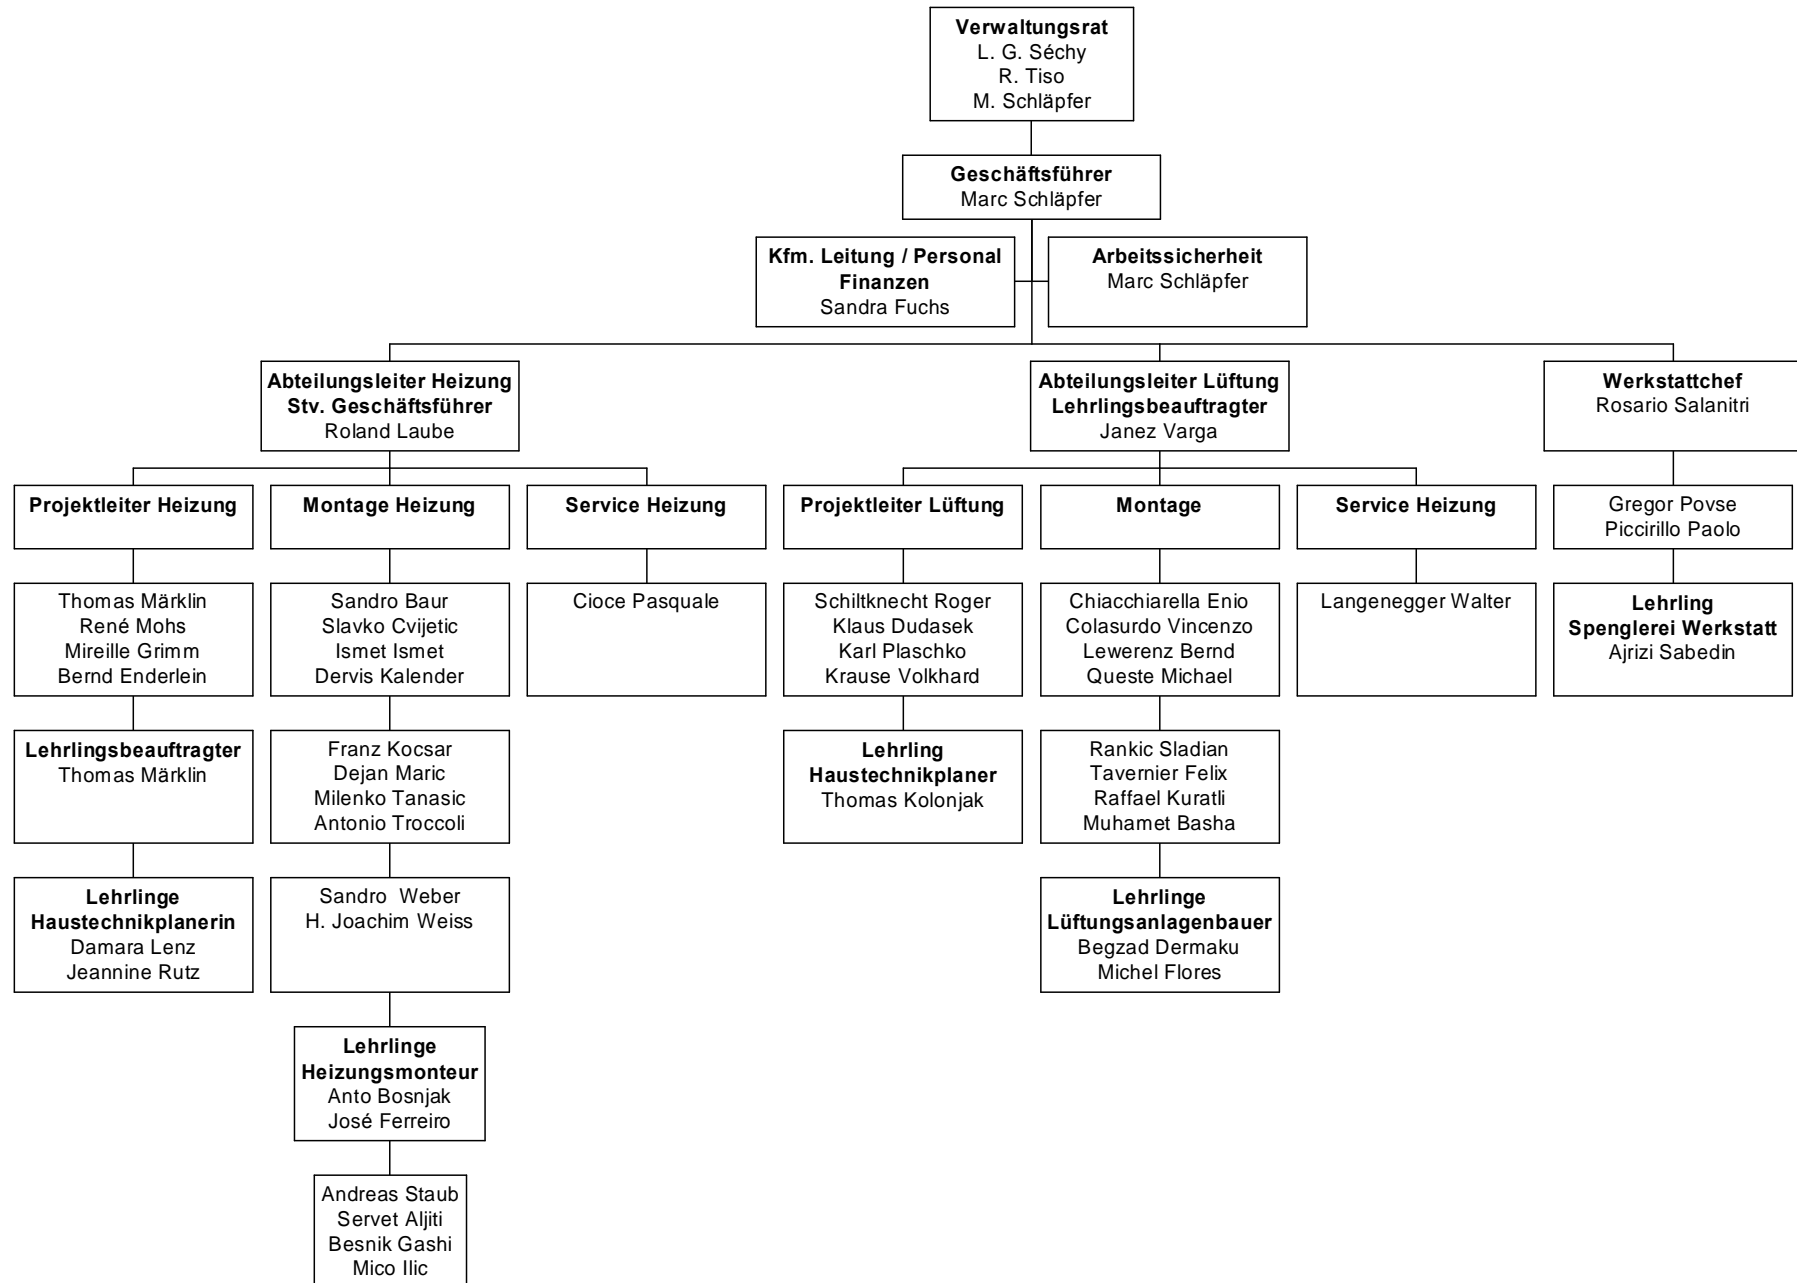 Verwaltungsrat
L. G. Séchy
R. Tiso
M. Schläpfer
Geschäftsführer
Marc Schläpfer
Kfm. Leitung / Personal
Finanzen
Sandra Fuchs
Arbeitssicherheit
Marc Schläpfer
Abteilungsleiter Heizung
Stv. Geschäftsführer
Roland Laube
Abteilungsleiter Lüftung
Lehrlingsbeauftragter
Janez Varga
Werkstattchef
Rosario Salanitri
Projektleiter Heizung
Thomas Märklin
René Mohs
Mireille Grimm
Bernd Enderlein
Lehrlingsbeauftragter
Thomas Märklin
Lehrlinge
Haustechnikplanerin
Damara Lenz
Jeannine Rutz
Montage Heizung
Sandro Baur
Slavko Cvijetic
Ismet Ismet
Dervis Kalender
Franz Kocsar
Dejan Maric
Milenko Tanasic
Antonio Troccoli
Sandro Weber
H. Joachim Weiss
Lehrlinge
Heizungsmonteur
Anto Bosnjak
José Ferreiro
Andreas Staub
Servet Aljiti
Besnik Gashi
Mico Ilic
Service Heizung
Cioce Pasquale
Projektleiter Lüftung
Schiltknecht Roger
Klaus Dudasek
Karl Plaschko
Krause Volkhard
Lehrling
Haustechnikplaner
Thomas Kolonjak
Montage
Chiacchiarella Enio
Colasurdo Vincenzo
Lewerenz Bernd
Queste Michael
Rankic Sladian
Tavernier Felix
Raffael Kuratli
Muhamet Basha
Lehrlinge
Lüftungsanlagenbauer
Begzad Dermaku
Michel Flores
Service Heizung
Langenegger Walter
Gregor Povse
Piccirillo Paolo
Lehrling
Spenglerei Werkstatt
Ajrizi Sabedin